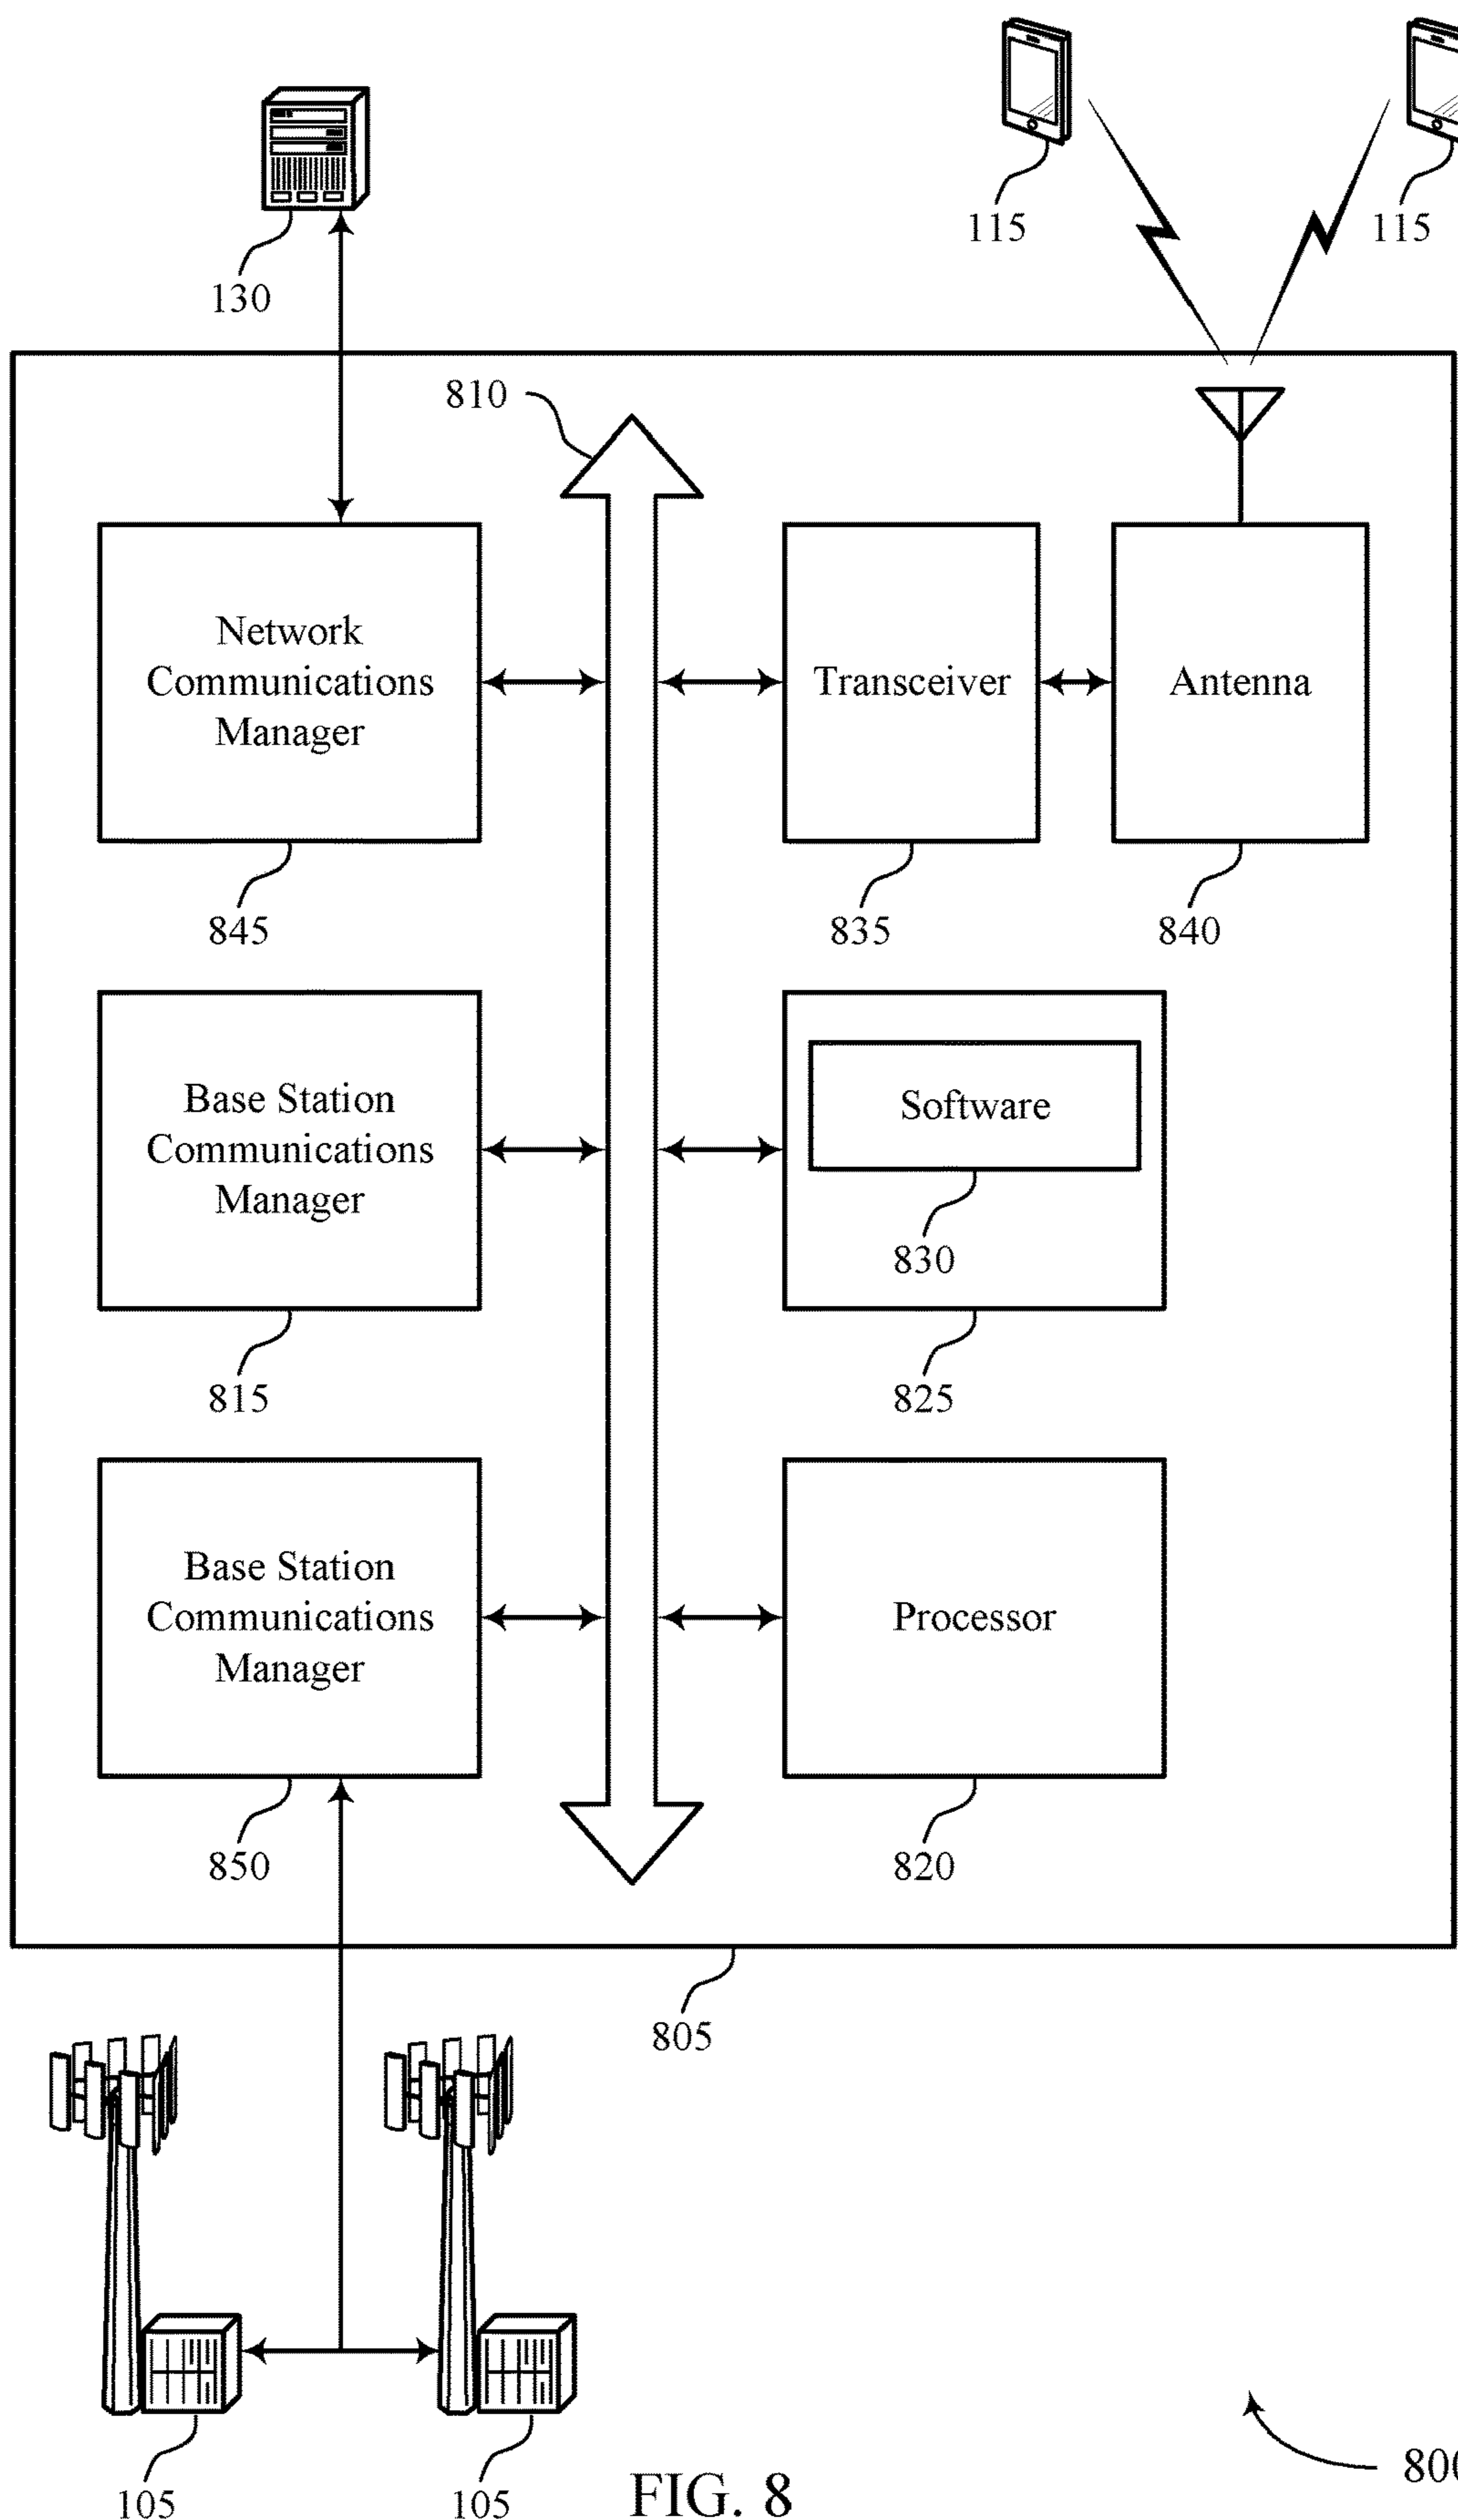 115
115
130
810
Network
Communications
Manager
Transceiver
Antenna
845
835
840
Base Station
Communications
Manager
Software
830
815
825
Base Station
Communications
Manager
Processor
850
820
805
105
105
FIG. 8